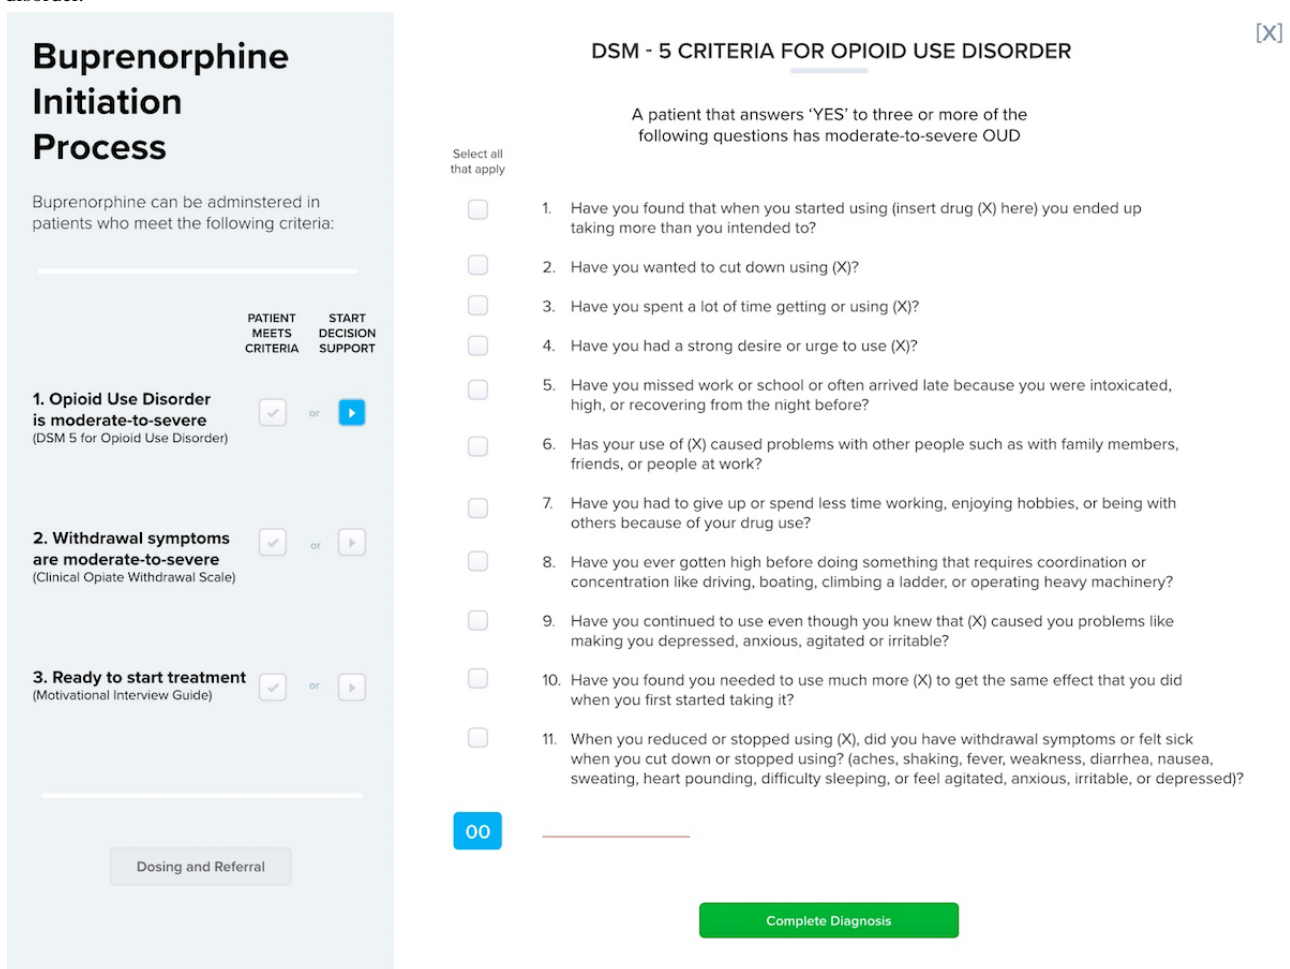 Buprenorphine
Initiation
Process
Buprenorphine can be adminstered in
patients who meet the following criteria:
PATIENT
MEETS
CRITERIA
START
DECISION
SUPPORT
1. Opioid Use Disorder
is moderate-to-severe
(DSM 5 for Opioid Use Disorder)
or
2. Withdrawal symptoms
are moderate-to-severe
(Clinical Opiate Withdrawal Scale)
or
3. Ready to start treatment
(Motivational Interview Guide)
or
Dosing and Referral
[X]
DSM - 5 CRITERIA FOR OPIOID USE DISORDER
A patient that answers ‘YES’ to three or more of the
following questions has moderate-to-severe OUD
Select all
that apply
1. Have you found that when you started using (insert drug (X) here) you ended up
taking more than you intended to?
2. Have you wanted to cut down using (X)?
3. Have you spent a lot of time getting or using (X)?
4. Have you had a strong desire or urge to use (X)?
5. Have you missed work or school or often arrived late because you were intoxicated,
high, or recovering from the night before?
6. Has your use of (X) caused problems with other people such as with family members,
friends, or people at work?
7. Have you had to give up or spend less time working, enjoying hobbies, or being with
others because of your drug use?
8. Have you ever gotten high before doing something that requires coordination or
concentration like driving, boating, climbing a ladder, or operating heavy machinery?
9. Have you continued to use even though you knew that (X) caused you problems like
making you depressed, anxious, agitated or irritable?
10. Have you found you needed to use much more (X) to get the same effect that you did
when you first started taking it?
11. When you reduced or stopped using (X), did you have withdrawal symptoms or felt sick
when you cut down or stopped using? (aches, shaking, fever, weakness, diarrhea, nausea,
sweating, heart pounding, difficulty sleeping, or feel agitated, anxious, irritable, or depressed)?
00
Complete Diagnosis